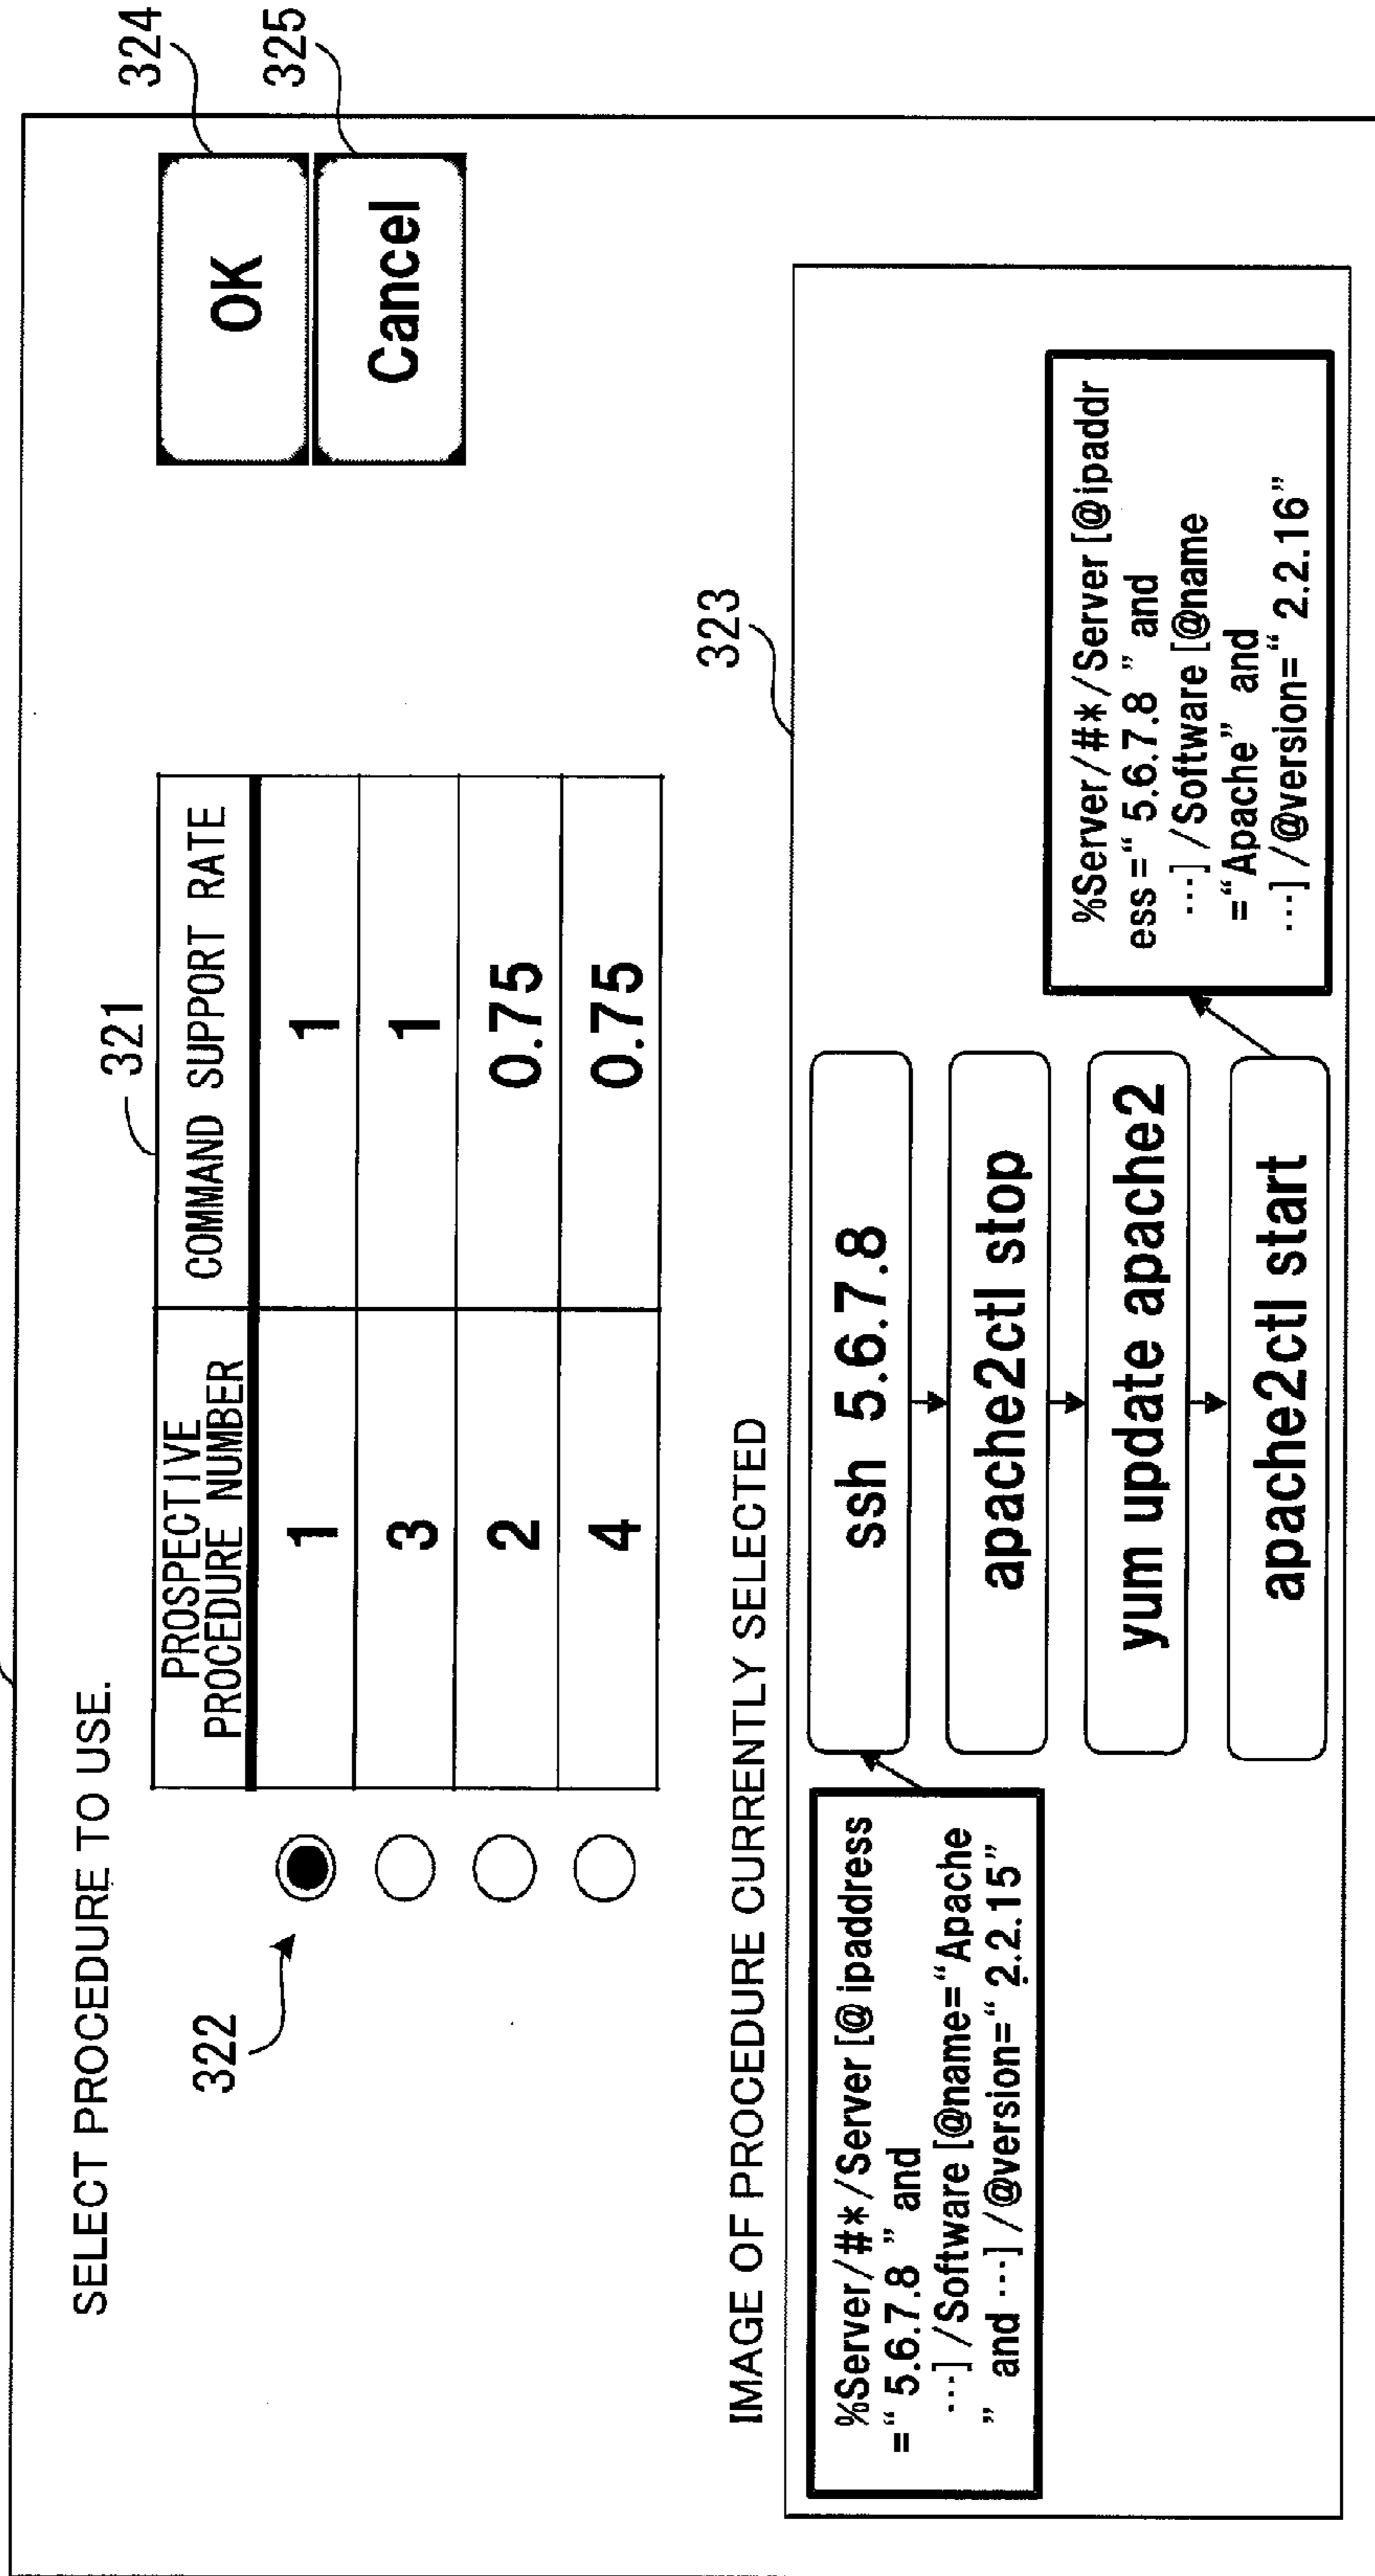 SELECT PROCEDURE TO USE.
321
322
PROSPECTIVE
PROCEDURE NUMBER
COMMAND SUPPORT RATE
1 1
3 1
2 0.75
4 0.75
OK
324
Cancel
325
IMAGE OF PROCEDURE CURRENTLY SELECTED
323
%Server/#*/Server [@ipaddress
=“ 5.6.7.8 ” and
…] /Software [@name=“Apache
” and …] /@version=“ 2.2.15”
ssh 5.6.7.8
apache2ctl stop
yum update apache2
apache2ctl start
%Server/#*/Server [@ipaddr
ess =“ 5.6.7.8 ” and
…] /Software [@name
=“Apache” and
…] /@version=“ 2.2.16”